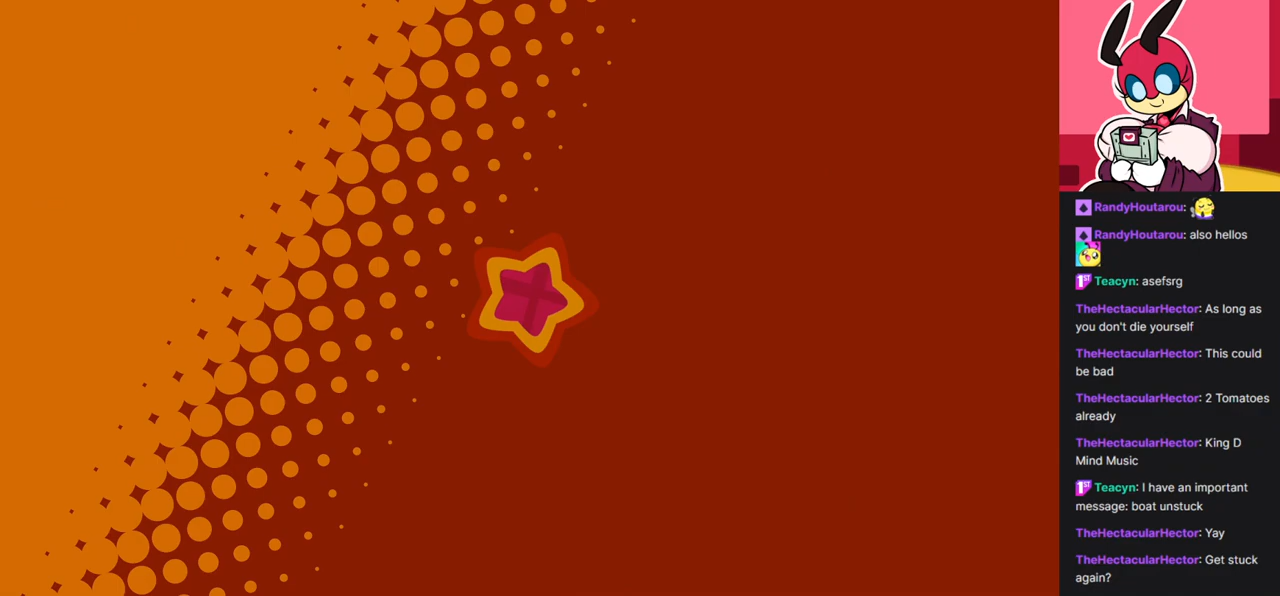 RandyHoutarou:
RandyHoutarou: also hellos
1ST Teacyn: asefsrg
TheHectacularHector: As long as
you don't die yourself
TheHectacularHector: This could
be bad
TheHectacularHector: 2 Tomatoes
already
TheHectacularHector: King D
Mind Music
1ST Teacyn: I have an important
message: boat unstuck
TheHectacularHector: Yay
TheHectacularHector: Get stuck
again?